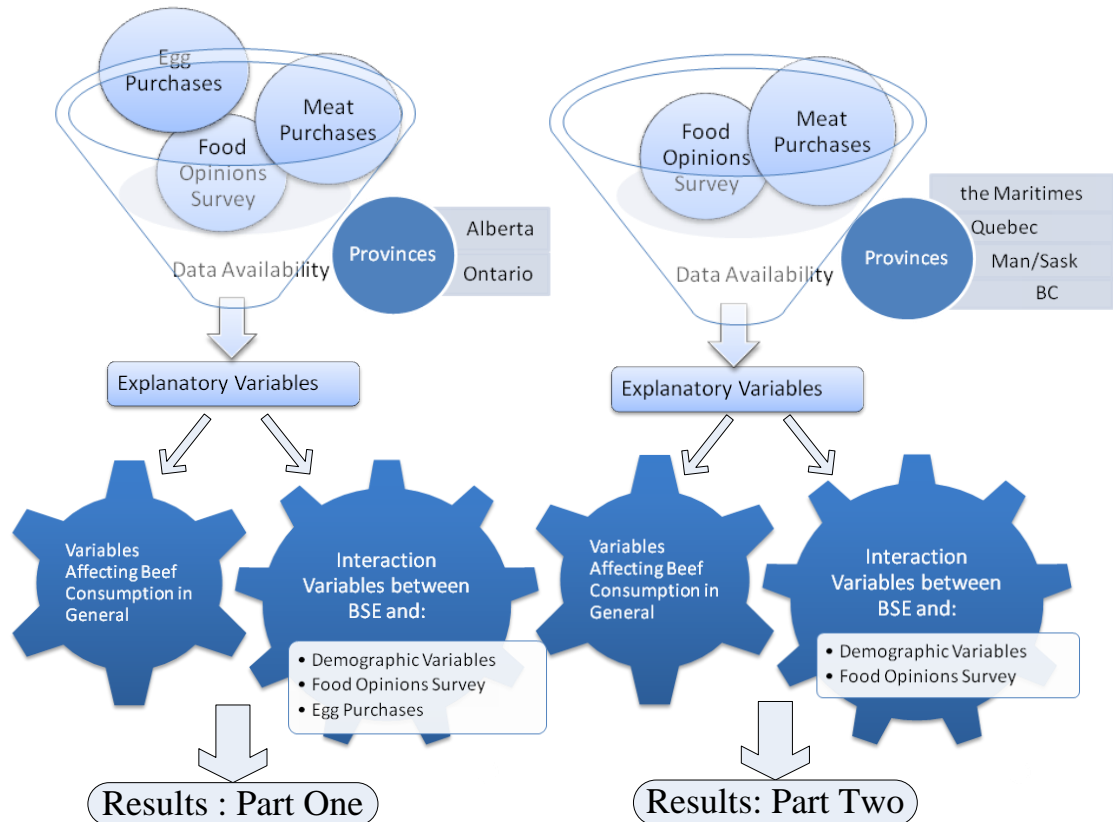 Egg
Purchases
Meat
Purchases
Food
Opinions
Survey
Provinces
Alberta
Ontario
Data Availability
Explanatory Variables
Variables
Affecting Beef
Consumption in
General
Interaction
Variables between
BSE and:
• Demographic Variables
• Food Opinions Survey
• Egg Purchases
Results : Part One
Food
Opinions
Survey
Meat
Purchases
Provinces
the Maritimes
Quebec
Man/Sask
BC
Data Availability
Explanatory Variables
Variables
Affecting Beef
Consumption in
General
Interaction
Variables between
BSE and:
• Demographic Variables
• Food Opinions Survey
Results: Part Two